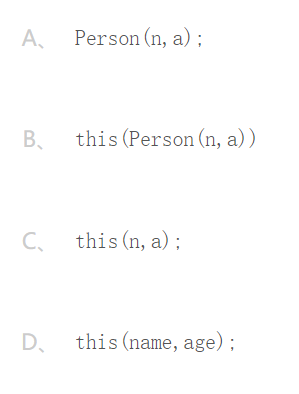 A、 Person(n,a);
B、 this(Person(n,a))
C、 this(n,a);
D、 this(name,age);